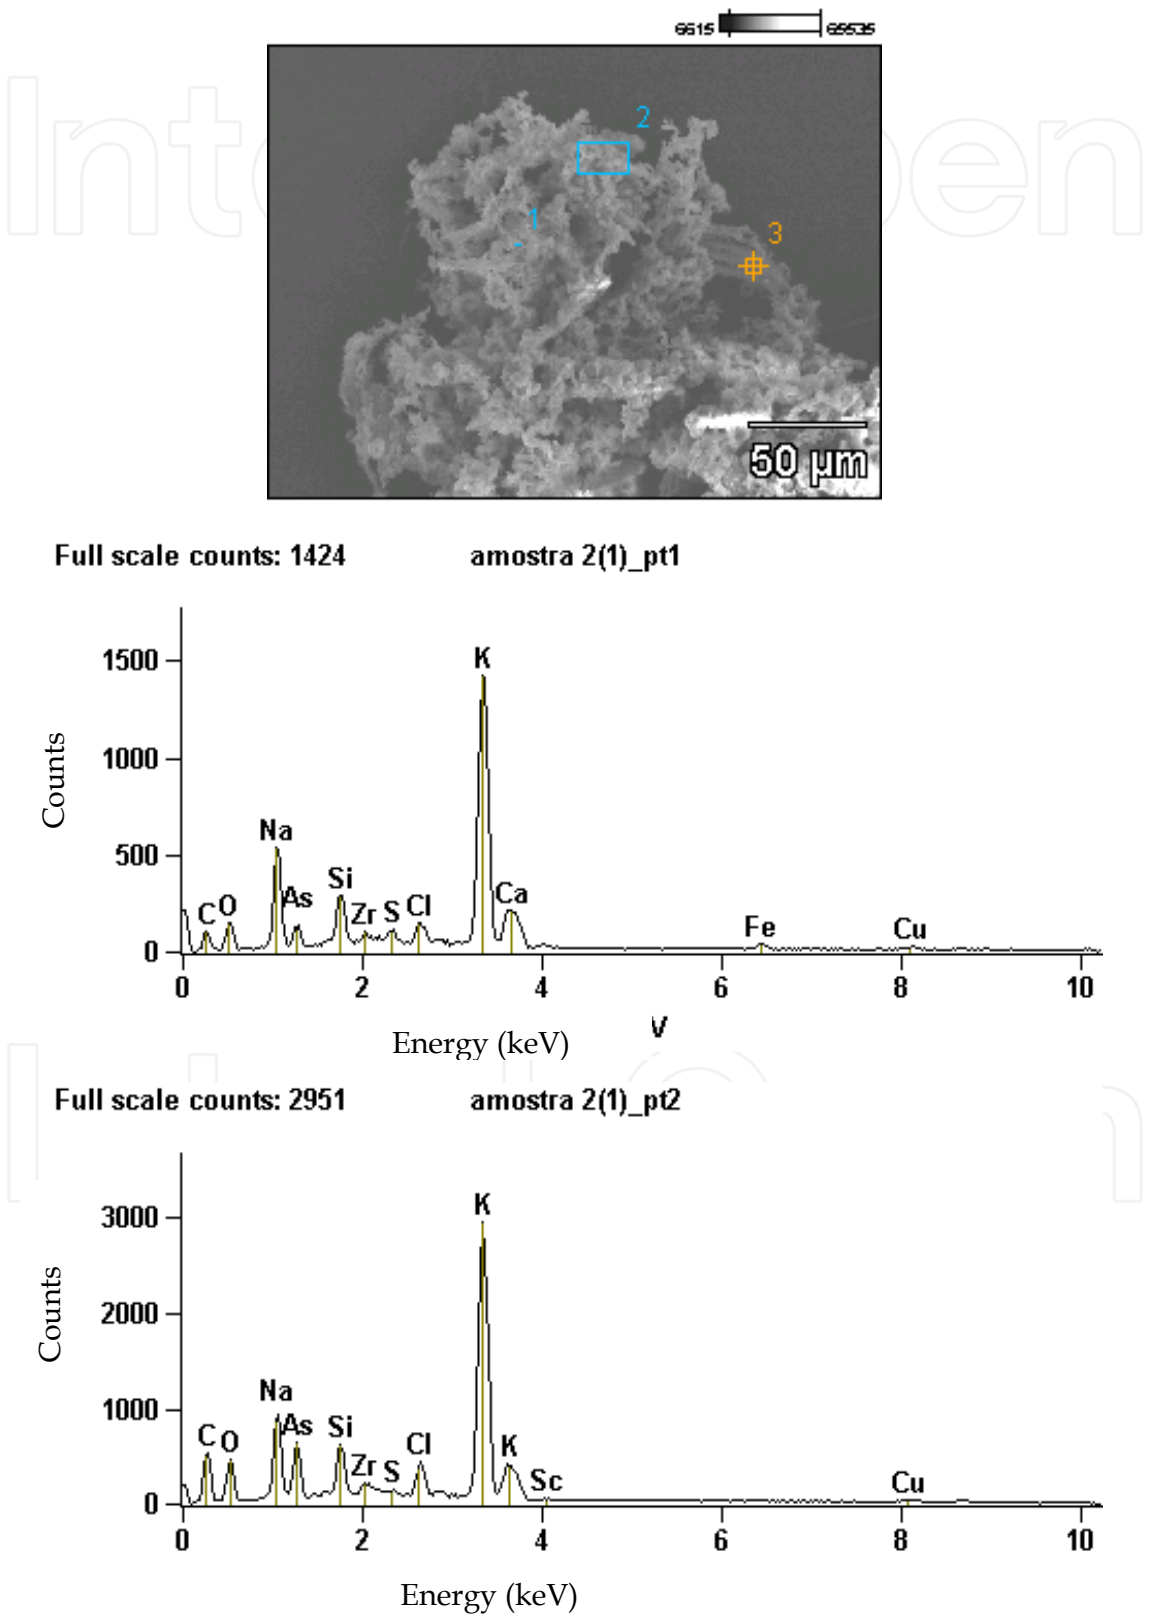 6615 65535
2
1
3
50 µm
Full scale counts: 1424 amostra 2(1)_pt1
Counts
1500
1000
500
0
K
Na
C O As Si Zr S Cl Ca Fe Cu
0 2 4 6 8 10
Energy (keV) V
Full scale counts: 2951 amostra 2(1)_pt2
Counts
3000
2000
1000
0
K
Na
C O As Si Zr S Cl K Sc Cu
0 2 4 6 8 10
Energy (keV)